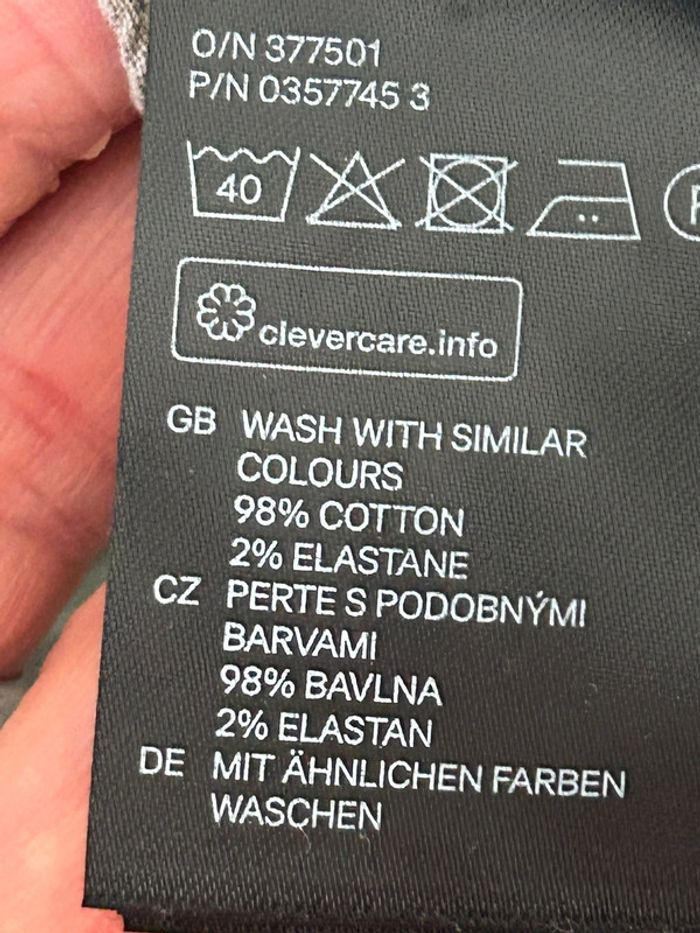 O/N 377501
P/N 0357745 3
40
clevercare.info
GB WASH WITH SIMILAR
COLOURS
98% COTTON
2% ELASTANE
CZ PERTE S PODOBNÝMI
BARVAMI
98% BAVLNA
2% ELASTAN
DE MIT ÄHNLICHEN FARBEN
WASCHEN